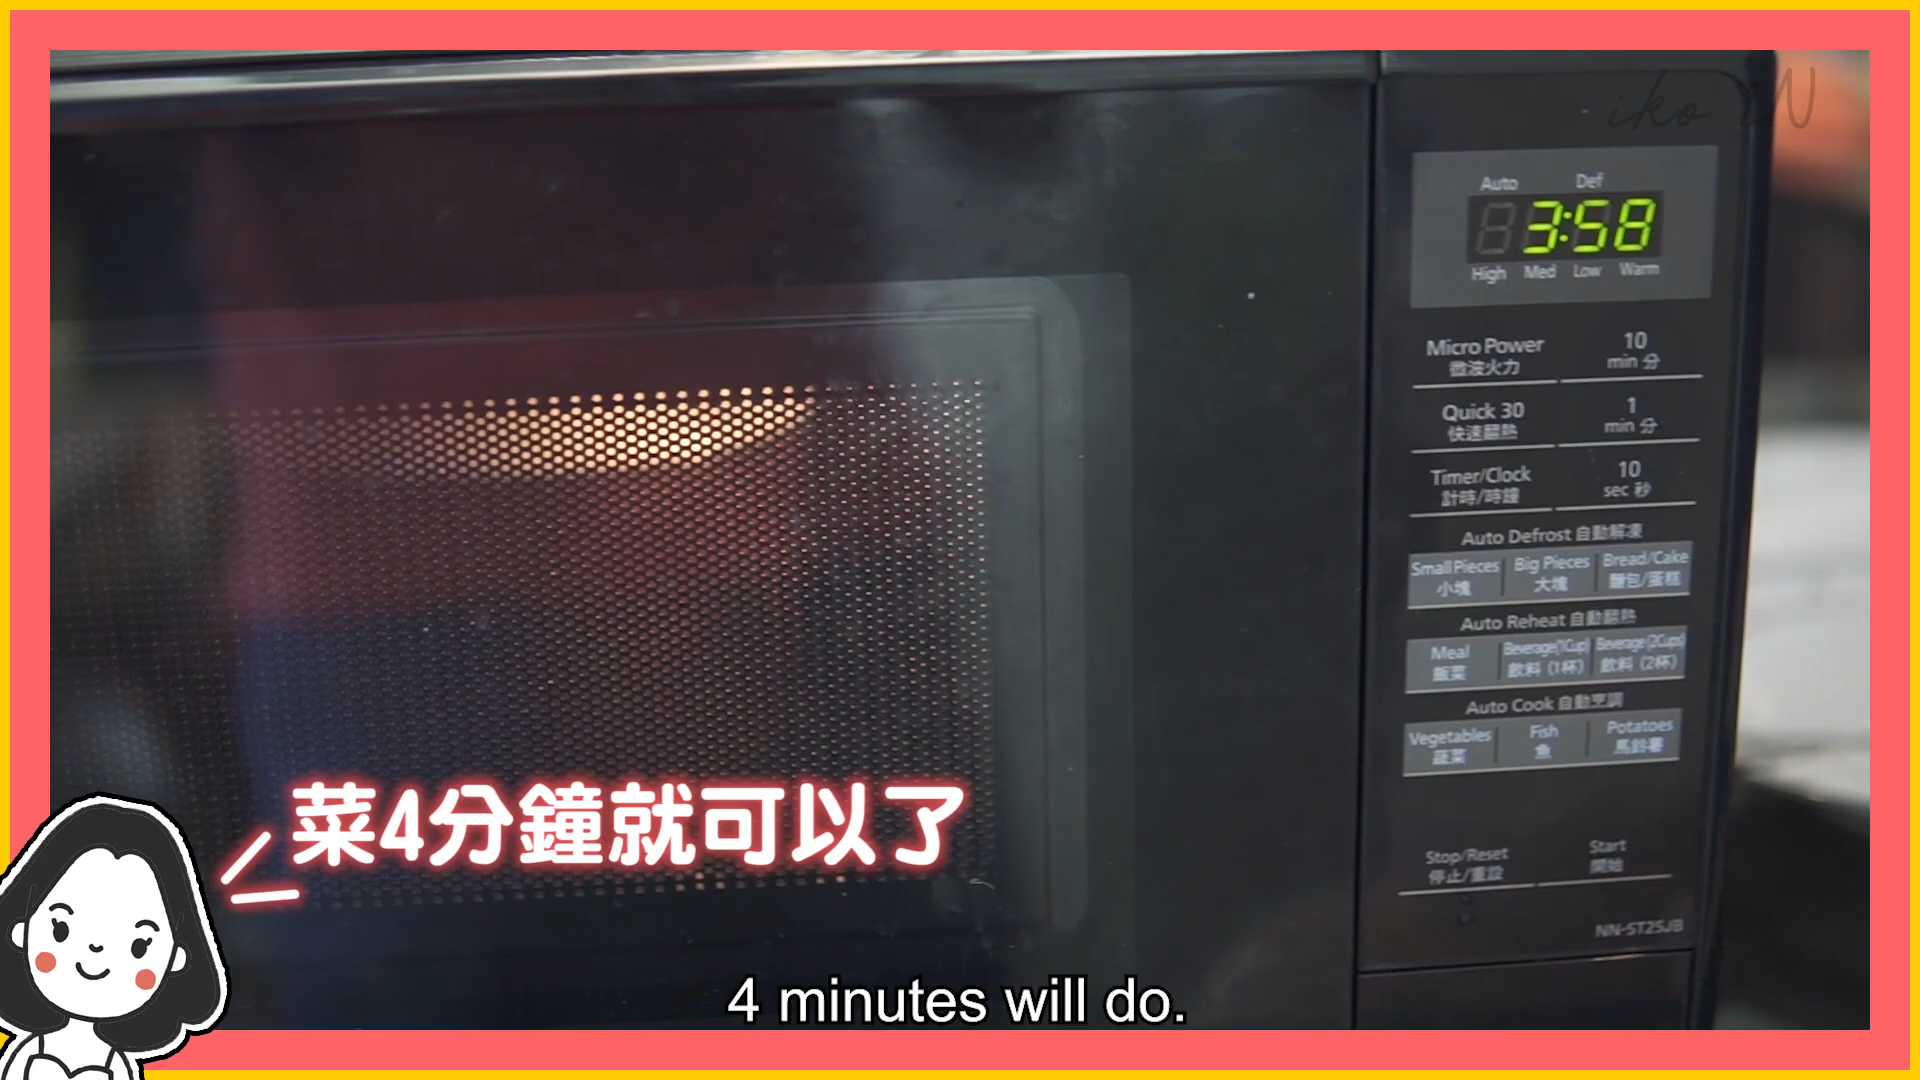 iko W
Auto Def
3:58
High Med Low Warm
Micro Power
微波火力
10
min 分
Quick 30
快速翻熱
1
min 分
Timer/Clock
計時/時鐘
10
sec 秒
Auto Defrost 自動解凍
Small Pieces
小塊
Big Pieces
大塊
Bread/Cake
麵包/蛋糕
Auto Reheat 自動翻熱
Meal
飯菜
Beverage(1Cup)
飲料 (1杯)
Beverage(2Cups)
飲料 (2杯)
Auto Cook 自動烹調
Vegetables
蔬菜
Fish
魚
Potatoes
馬鈴薯
Stop/Reset
停止/重設
Start
開始
NN-ST25JB
菜4分鐘就可以了
4 minutes will do.